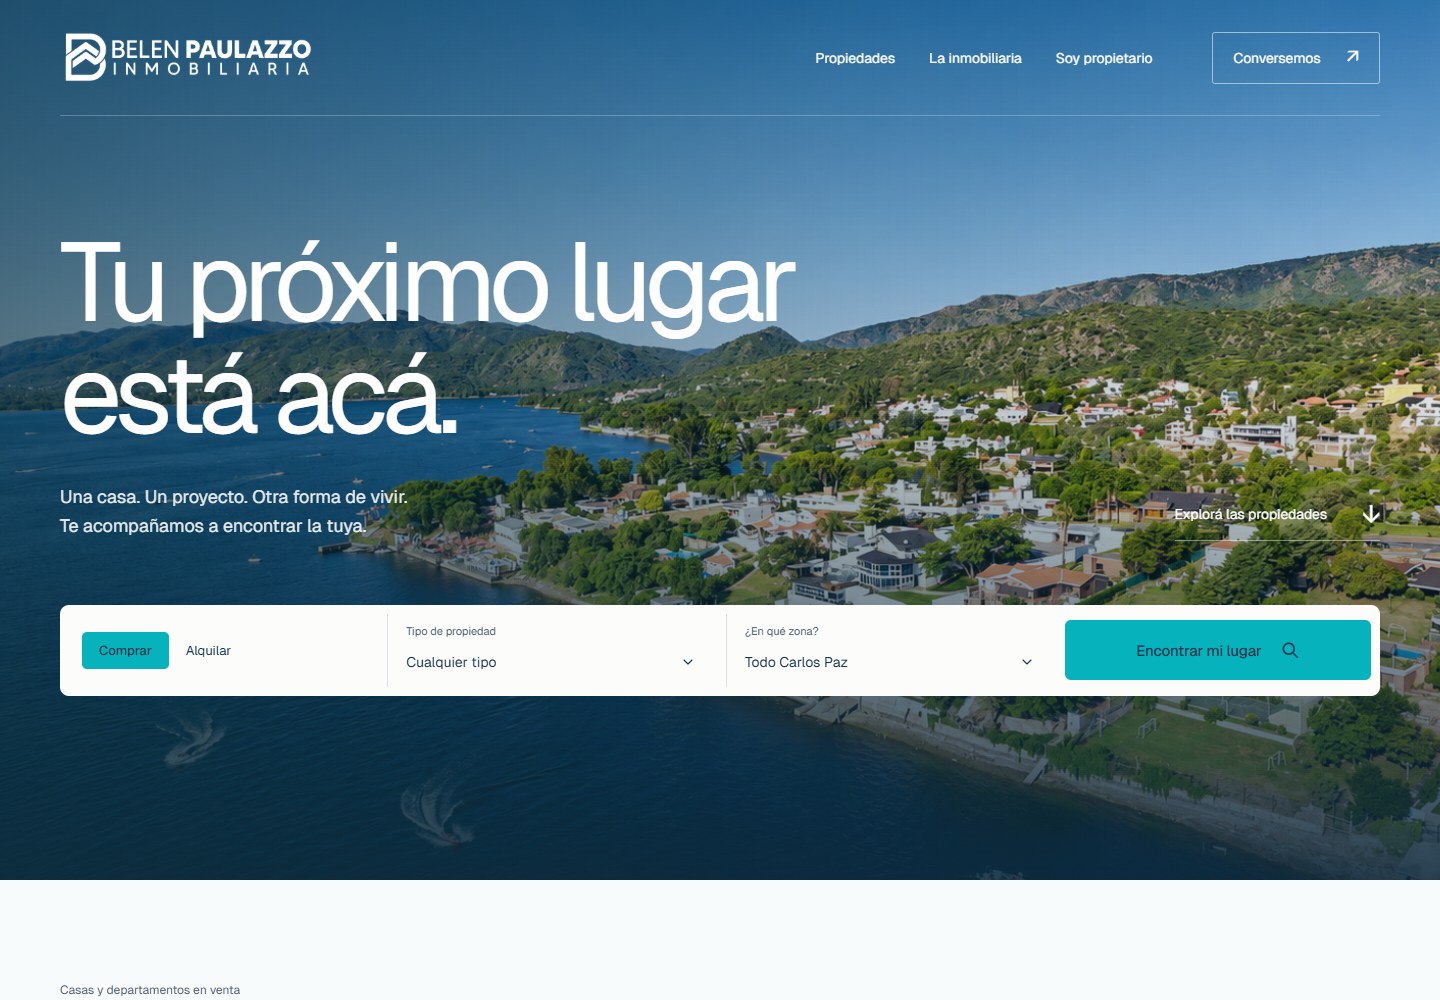 BELEN PAULAZZO
INMOBILIARIA
Propiedades
La inmobiliaria
Soy propietario
Conversemos
Tu próximo lugar
está acá.
Una casa. Un proyecto. Otra forma de vivir.
Te acompañamos a encontrar la tuya.
Explorá las propiedades
Comprar
Alquilar
Tipo de propiedad
Cualquier tipo
¿En qué zona?
Todo Carlos Paz
Encontrar mi lugar
Casas y departamentos en venta